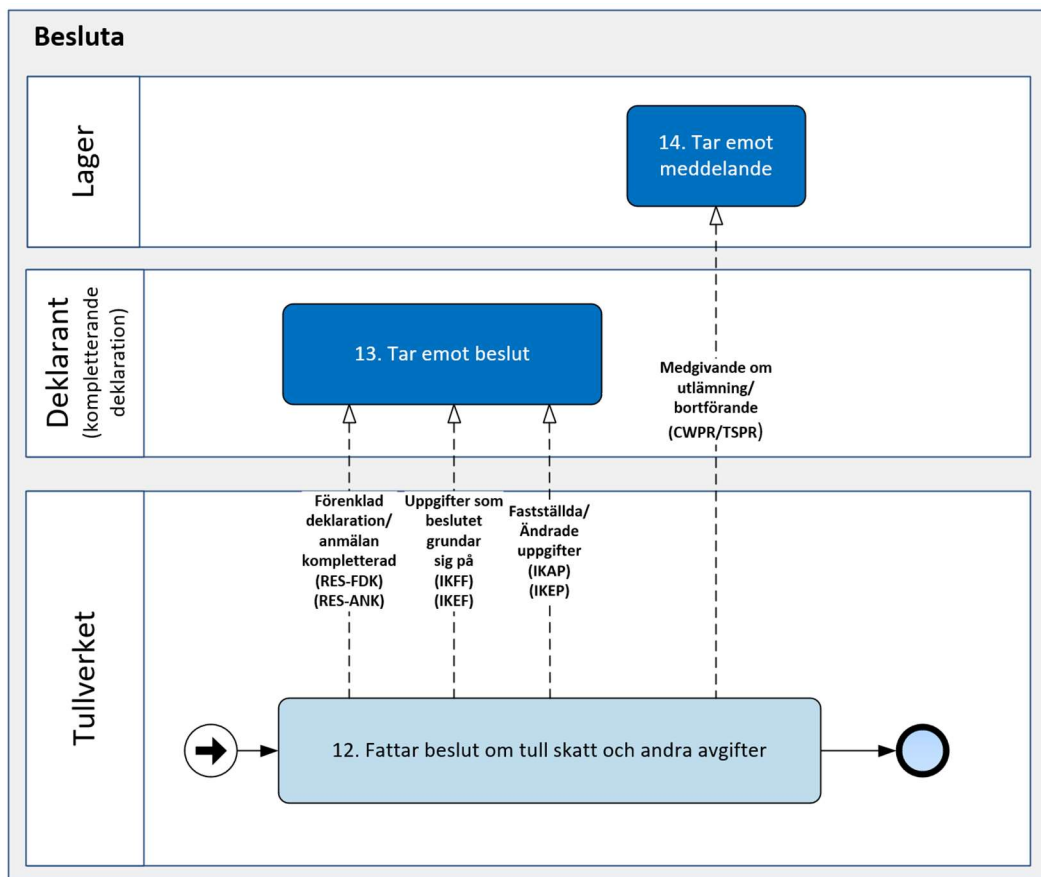 Besluta
Lager
14. Tar emot
meddelande
Deklarant
(kompletterande
deklaration)
13. Tar emot beslut
Medgivande om
utlämning/
bortförande
(CWPR/TSPR)
Tullverket
Förenklad
deklaration/
anmälan
kompletterad
(RES-FDK)
(RES-ANK)
Uppgifter som
beslutet
grundar
sig på
(IKFF)
(IKEF)
Fastställda/
Ändrade
uppgifter
(IKAP)
(IKEP)
12. Fattar beslut om tull skatt och andra avgifter